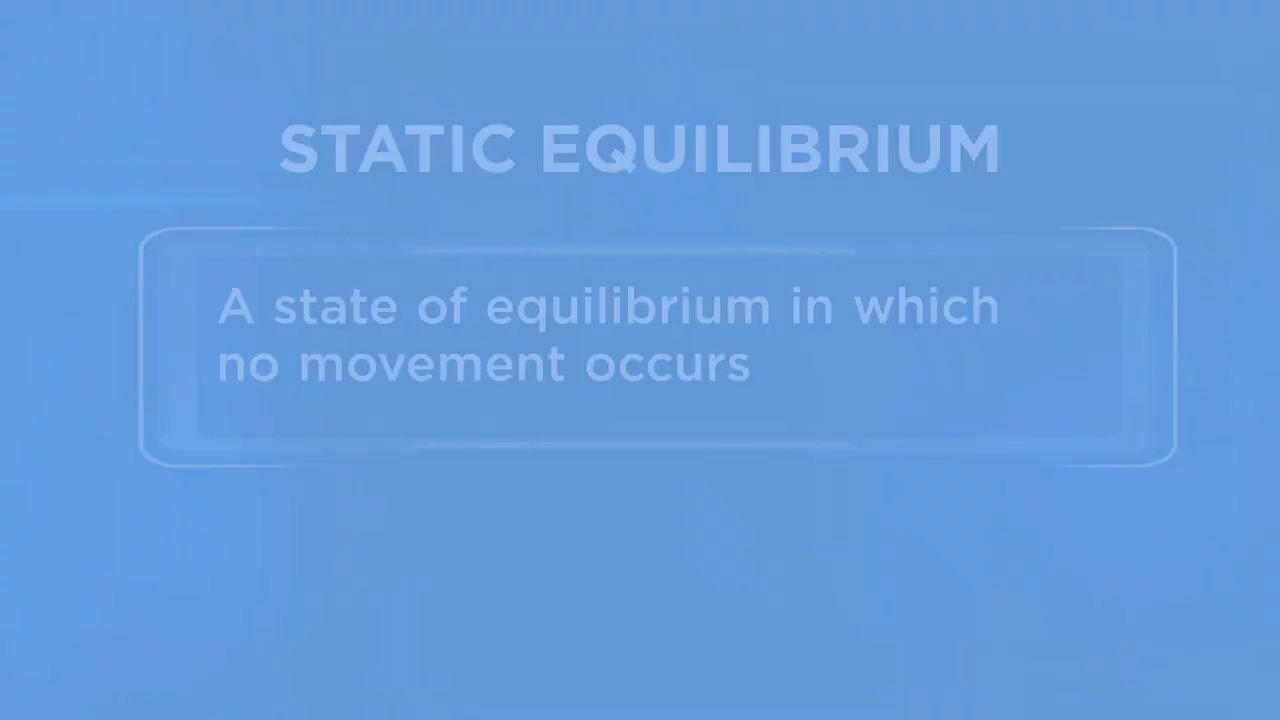 STATIC EQUILIBRIUM
A state of equilibrium in which
no movement occurs